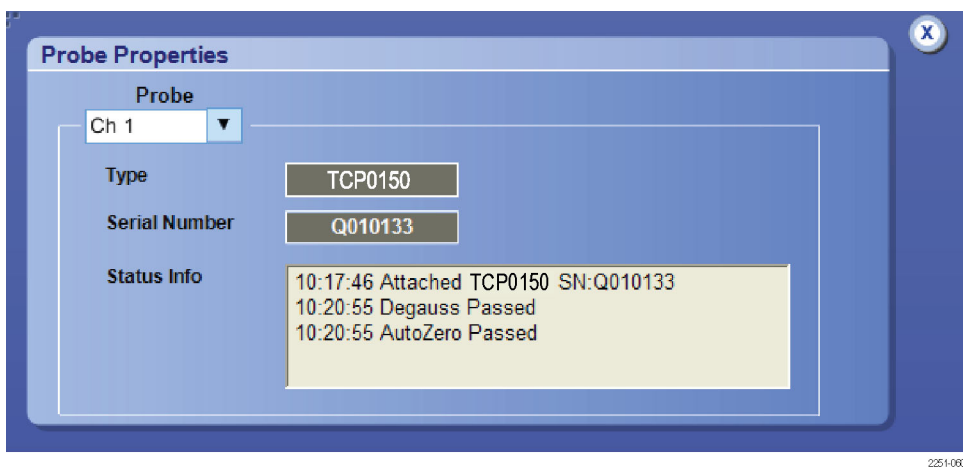 X
Probe Properties
Probe
Ch 1
Type
TCP0150
Serial Number
Q010133
Status Info
10:17:46 Attached TCP0150 SN:Q010133
10:20:55 Degauss Passed
10:20:55 AutoZero Passed